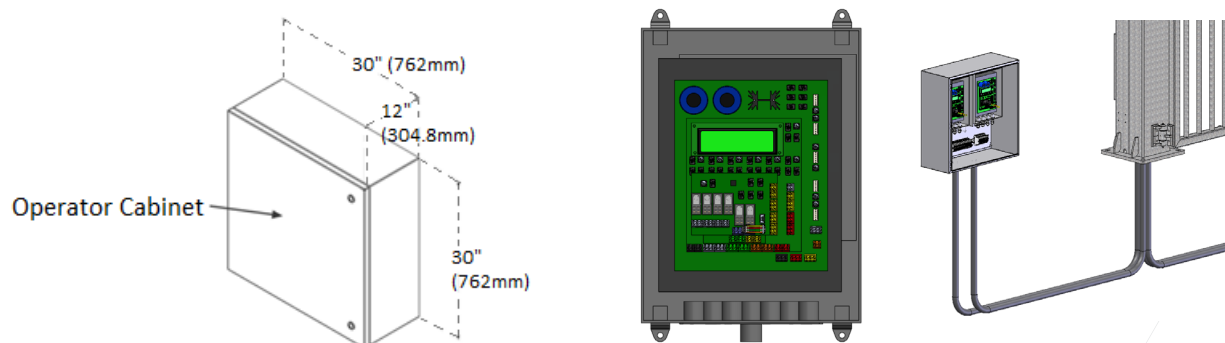 30" (762mm)
12"
(304.8mm)
Operator Cabinet
30"
(762mm)